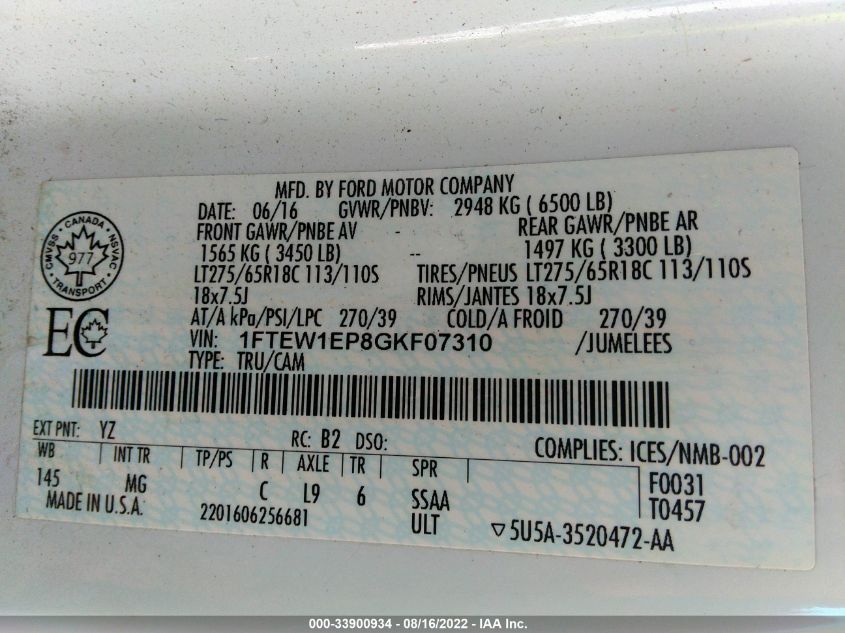 MFD. BY FORD MOTOR COMPANY
DATE: 06/16 GVWR/PNBV: 2948 KG ( 6500 LB)
FRONT GAWR/PNBE AV - REAR GAWR/PNBE AR
1565 KG ( 3450 LB) -- 1497 KG ( 3300 LB)
LT275/65R18C 113/110S TIRES/PNEUS LT275/65R18C 113/110S
18x7.5J RIMS/JANTES 18x7.5J
AT/A kPa/PSI/LPC 270/39 COLD/A FROID 270/39
VIN: 1FTEW1EP8GKF07310 /JUMELEES
TYPE: TRU/CAM
CANADA
CMVSS NSVAC
977
TRANSPORT
EC
EXT PNT: YZ RC: B2 DSO: COMPLIES: ICES/NMB-002
WB INT TR TP/PS R AXLE TR SPR F0031
145 MG C L9 6 SSAA T0457
MADE IN U.S.A. 2201606256681 ULT ▽5U5A-3520472-AA
000-33900934 - 08/16/2022 - IAA Inc.